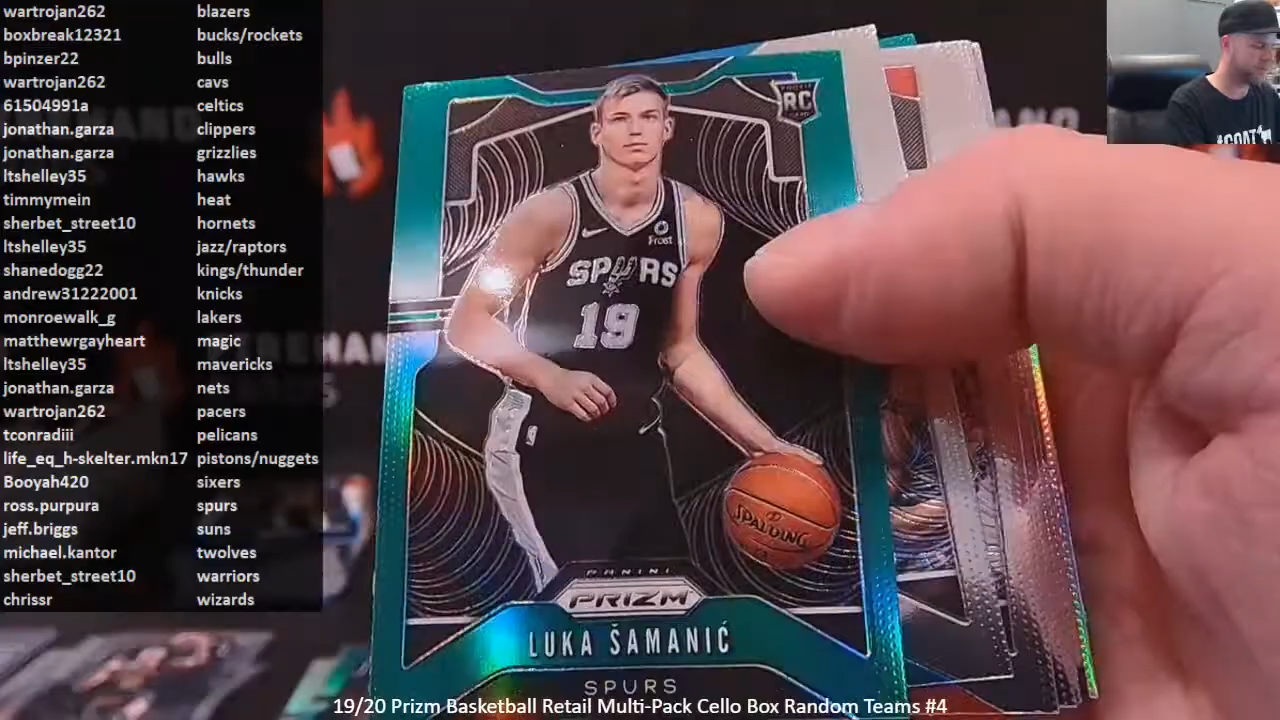 wartrojan262 blazers
boxbreak12321 bucks/rockets
bpinzer22 bulls
wartrojan262 cavs
61504991a celtics
jonathan.garza clippers
jonathan.garza grizzlies
ltshelley35 hawks
timmymein heat
sherbet_street10 hornets
ltshelley35 jazz/raptors
shanedogg22 kings/thunder
andrew31222001 knicks
monroewalk_g lakers
matthewrgayheart magic
ltshelley35 mavericks
jonathan.garza nets
wartrojan262 pacers
tconradiii pelicans
life_eq_h-skelter.mkn17 pistons/nuggets
Booyah420 sixers
ross.purpura spurs
jeff.briggs suns
michael.kantor twolves
sherbet_street10 warriors
chrissr wizards
RC
Frost
SPURS
19
SPALDING
PANINI
PRIZM
LUKA ŠAMANIĆ
SPURS
19/20 Prizm Basketball Retail Multi-Pack Cello Box Random Teams #4